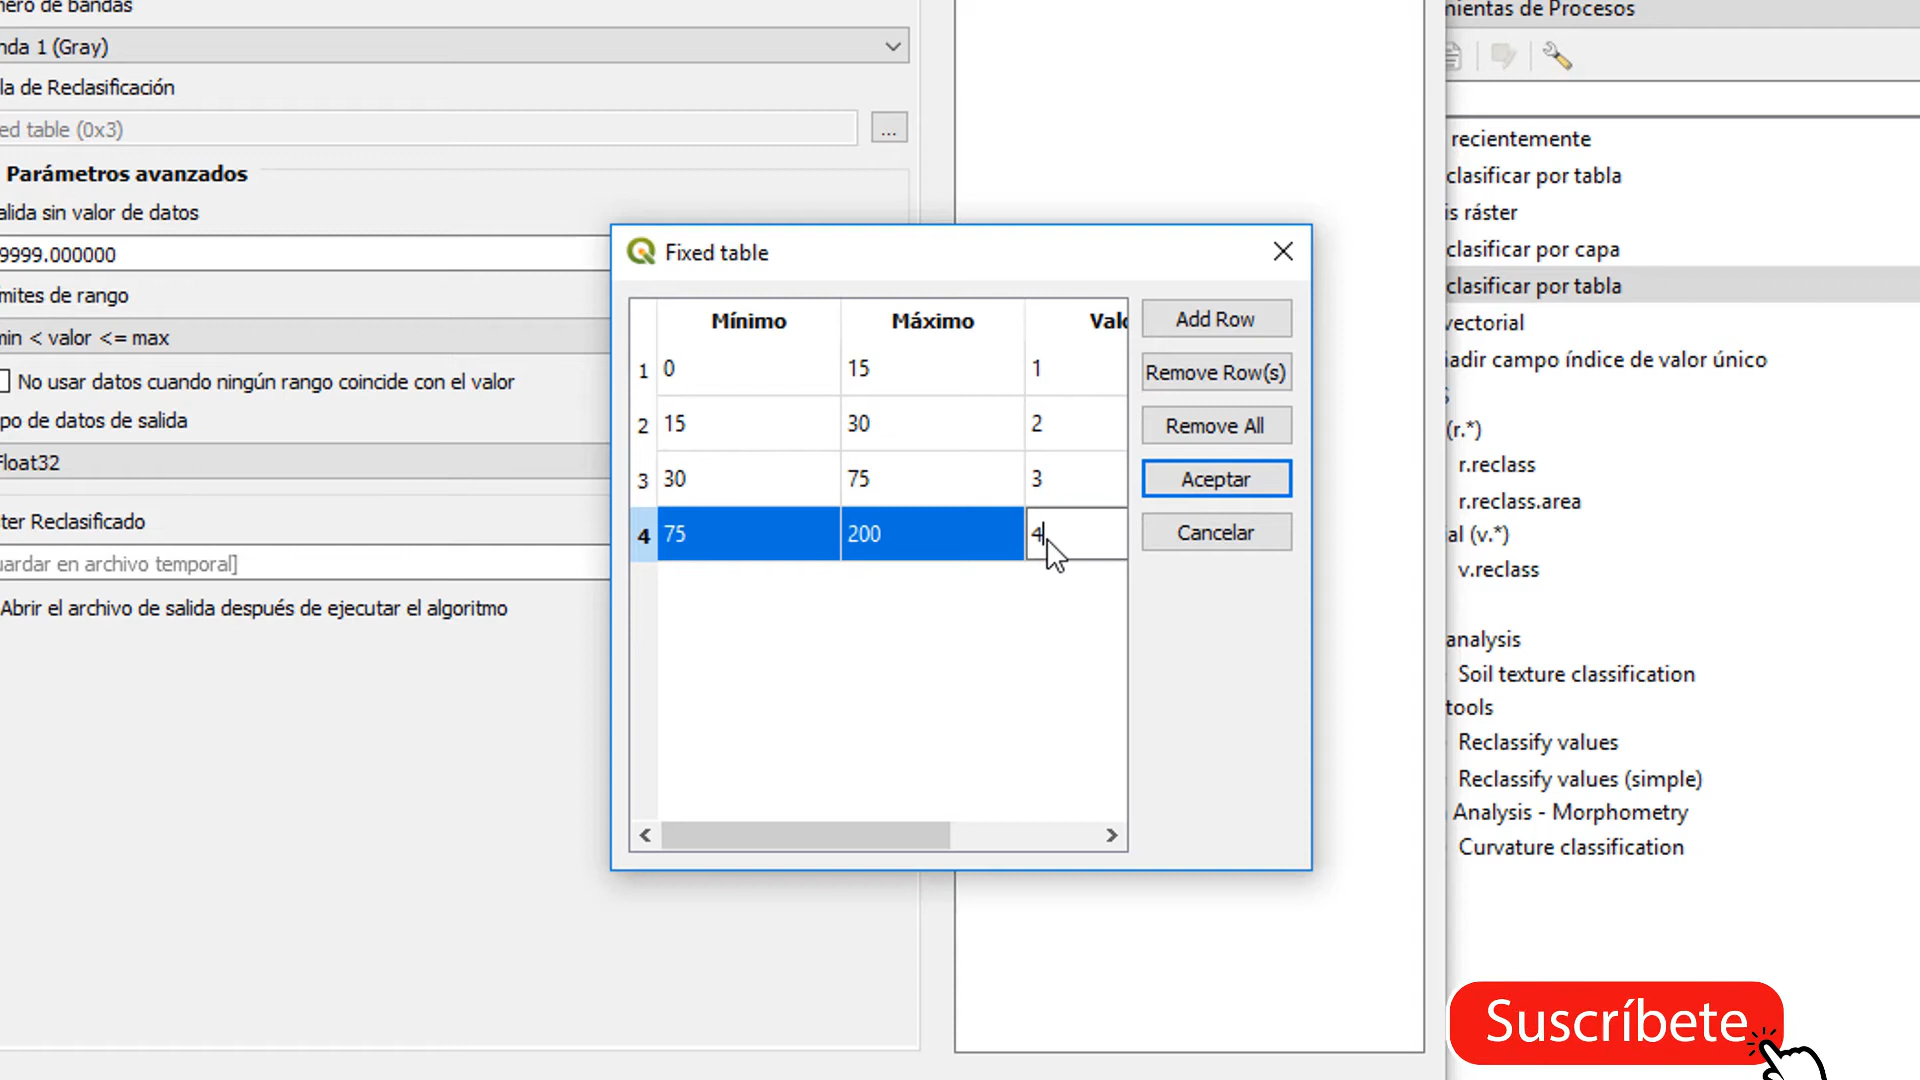 nero de bandas
nda 1 (Gray)
la de Reclasificación
ed table (0x3)
...
Parámetros avanzados
alida sin valor de datos
9999.000000
mites de rango
min < valor <= max
No usar datos cuando ningún rango coincide con el valor
po de datos de salida
Float32
ter Reclasificado
uardar en archivo temporal]
Abrir el archivo de salida después de ejecutar el algoritmo
Fixed table
Mínimo Máximo Valo
1 0 15 1
2 15 30 2
3 30 75 3
4 75 200 4
Add Row
Remove Row(s)
Remove All
Aceptar
Cancelar
mientas de Procesos
recientemente
clasificar por tabla
is ráster
clasificar por capa
clasificar por tabla
vectorial
adir campo índice de valor único
(r.*)
r.reclass
r.reclass.area
al (v.*)
v.reclass
analysis
Soil texture classification
tools
Reclassify values
Reclassify values (simple)
Analysis - Morphometry
Curvature classification
Suscríbete